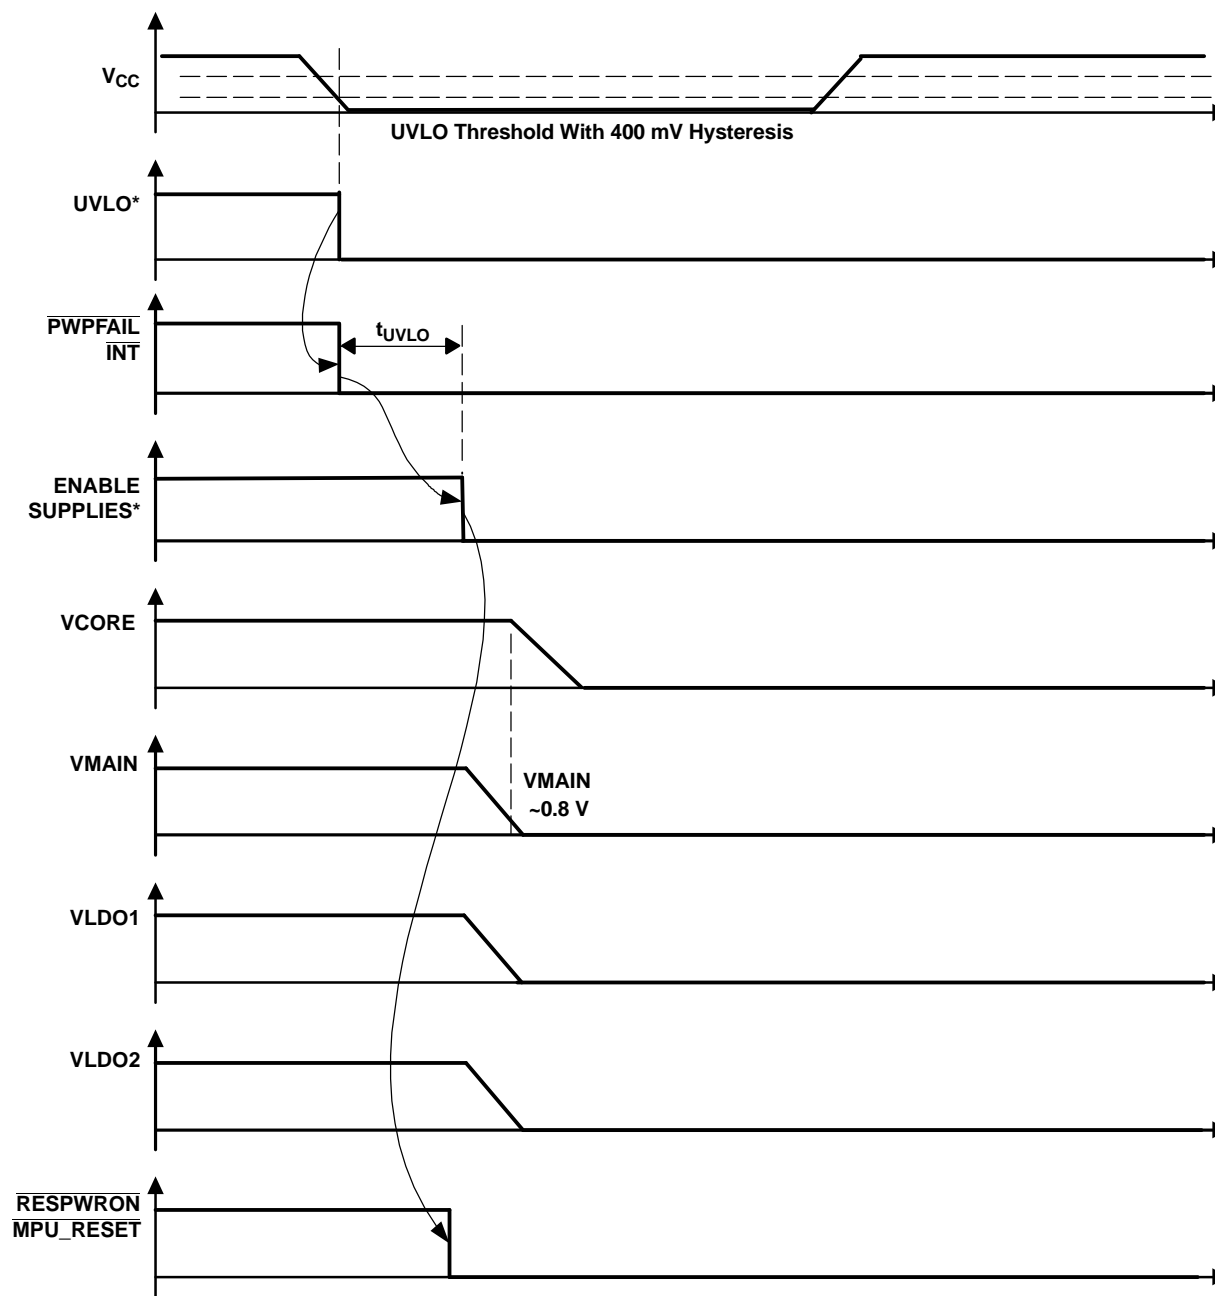 VCC
UVLO Threshold With 400 mV Hysteresis
UVLO*
PWPFAIL
INT
tUVLO
ENABLE
SUPPLIES*
VCORE
VMAIN
VMAIN
~0.8 V
VLDO1
VLDO2
RESPWRON
MPU_RESET